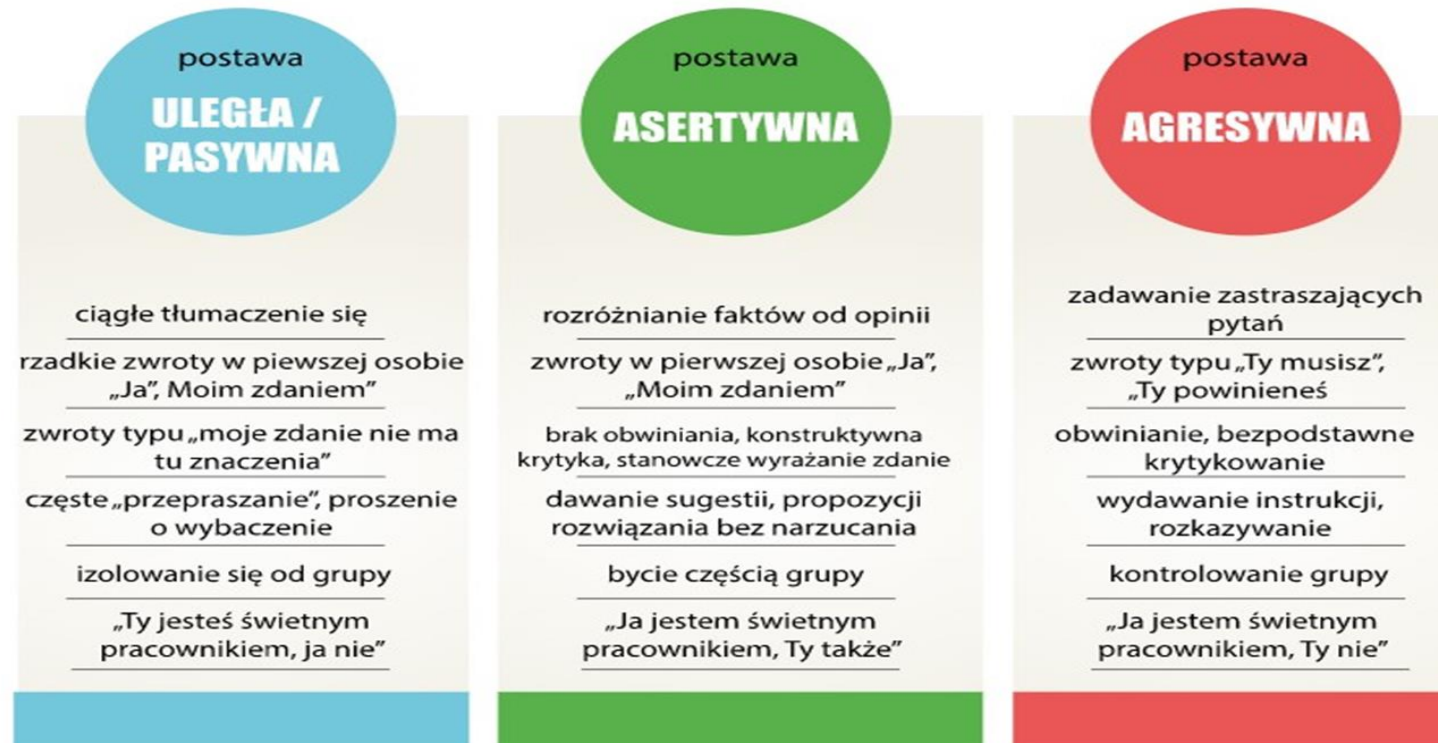 postawa
ULEGŁA /
PASYWNA
ciągłe tłumaczenie się
rzadkie zwroty w piewszej osobie
„Ja”, Moim zdaniem”
zwroty typu „moje zdanie nie ma
tu znaczenia”
częste „przepraszanie”, proszenie
o wybaczenie
izolowanie się od grupy
„Ty jesteś świetnym
pracownikiem, ja nie”
postawa
ASERTYWNA
rozróżnianie faktów od opinii
zwroty w pierwszej osobie „Ja”,
„Moim zdaniem”
brak obwiniania, konstruktywna
krytyka, stanowcze wyrażanie zdanie
dawanie sugestii, propozycji
rozwiązania bez narzucania
bycie częścią grupy
„Ja jestem świetnym
pracownikiem, Ty także”
postawa
AGRESYWNA
zadawanie zastraszających
pytań
zwroty typu „Ty musisz”,
„Ty powinieneś
obwinianie, bezpodstawne
krytykowanie
wydawanie instrukcji,
rozkazywanie
kontrolowanie grupy
„Ja jestem świetnym
pracownikiem, Ty nie”